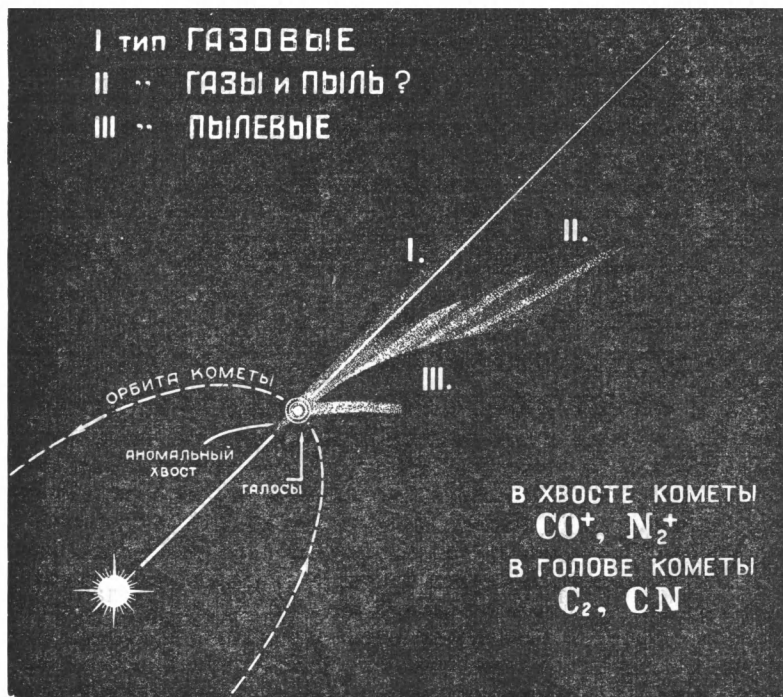 I тип ГАЗОВЫЕ
II " ГАЗЫ и ПЫЛЬ?
III " ПЫЛЕВЫЕ
I.
II.
III.
ОРБИТА КОМЕТЫ
АНОМАЛЬНЫЙ
ХВОСТ
ГАЛОСЫ
В ХВОСТЕ КОМЕТЫ
CO⁺, N₂⁺
В ГОЛОВЕ КОМЕТЫ
C₂, CN